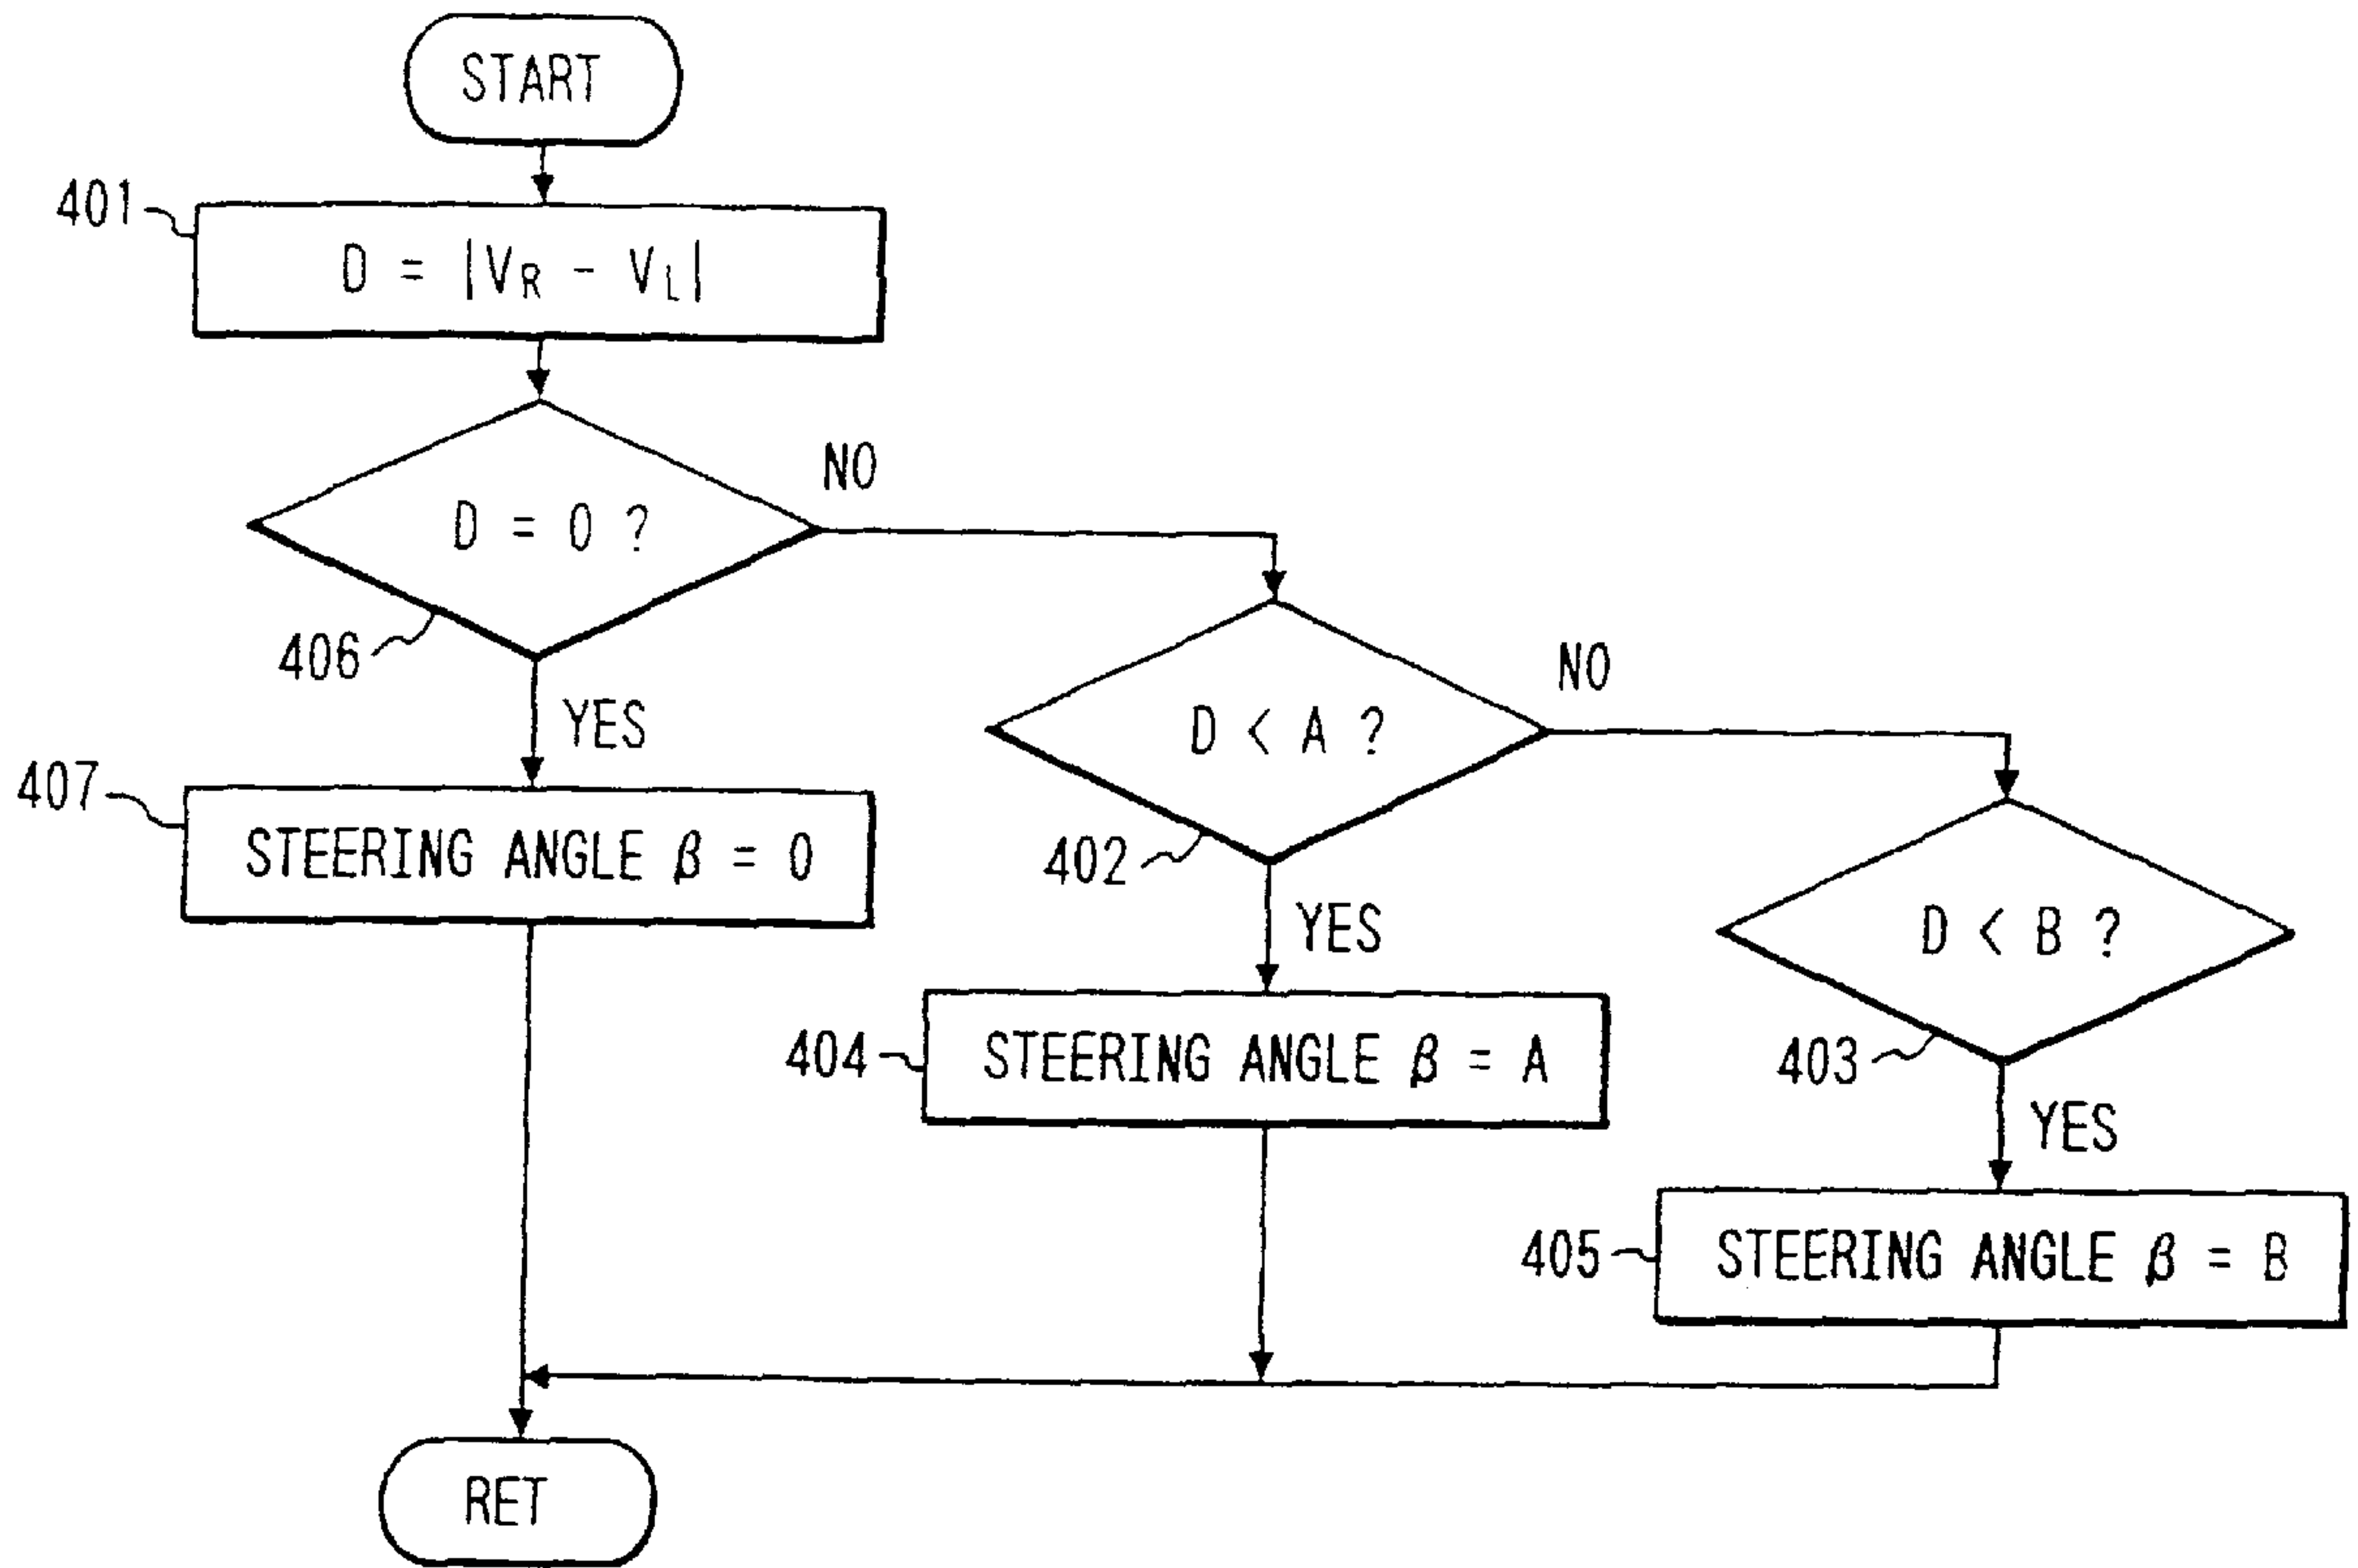 START
401
D = |VR - VL|
NO
D = 0 ?
406
YES
NO
D < A ?
407
STEERING ANGLE β = 0
402
YES
D < B ?
403
404
STEERING ANGLE β = A
YES
405
STEERING ANGLE β = B
RET